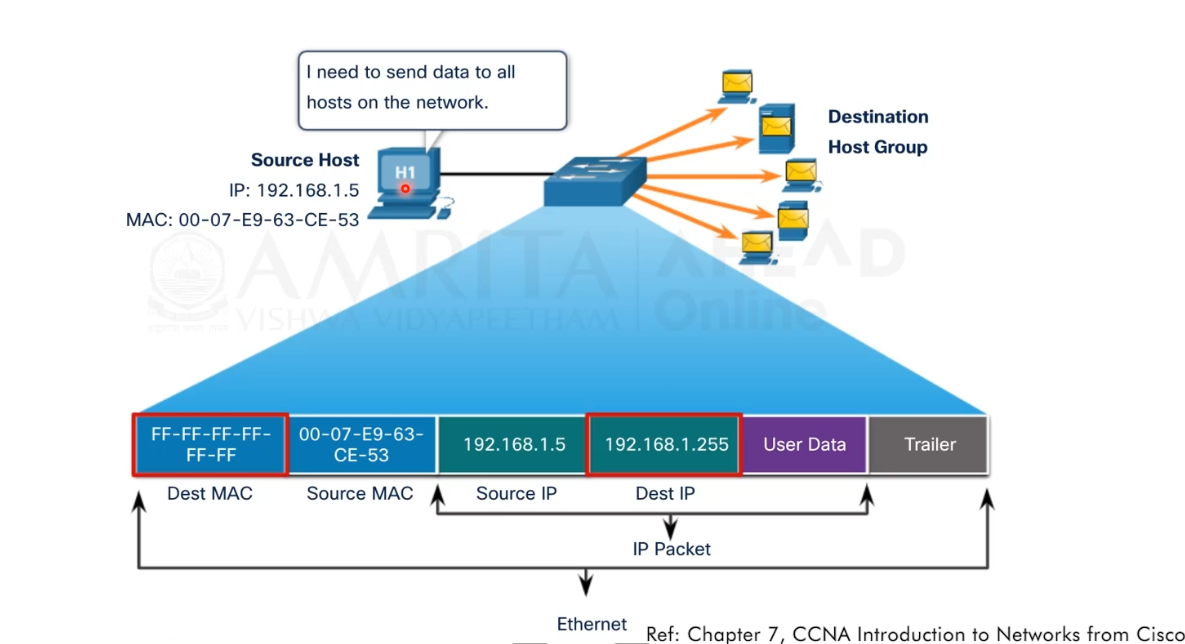 I need to send data to all
hosts on the network.
Destination
Host Group
Source Host
IP: 192.168.1.5
MAC: 00-07-E9-63-CE-53
H1
AMRITA
VISHWA VIDYAPEETHAM
AHEAD
Online
FF-FF-FF-FF-
FF-FF
00-07-E9-63-
CE-53
192.168.1.5
192.168.1.255
User Data
Trailer
Dest MAC
Source MAC
Source IP
Dest IP
IP Packet
Ethernet
Ref: Chapter 7, CCNA Introduction to Networks from Cisco